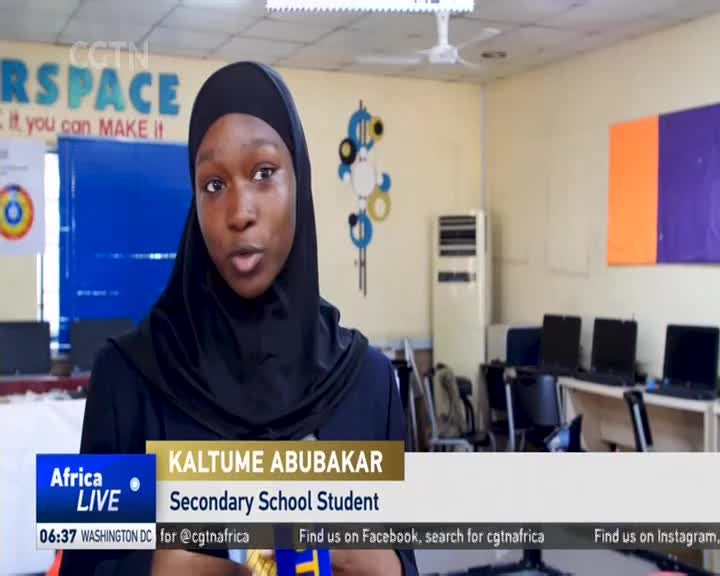 CGTN
RSPACE
it, you can MAKE it
KALTUME ABUBAKAR
Africa
LIVE
Secondary School Student
06:37 WASHINGTON DC
for @cgtnafrica Find us on Facebook, search for cgtnafrica Find us on Instagram,